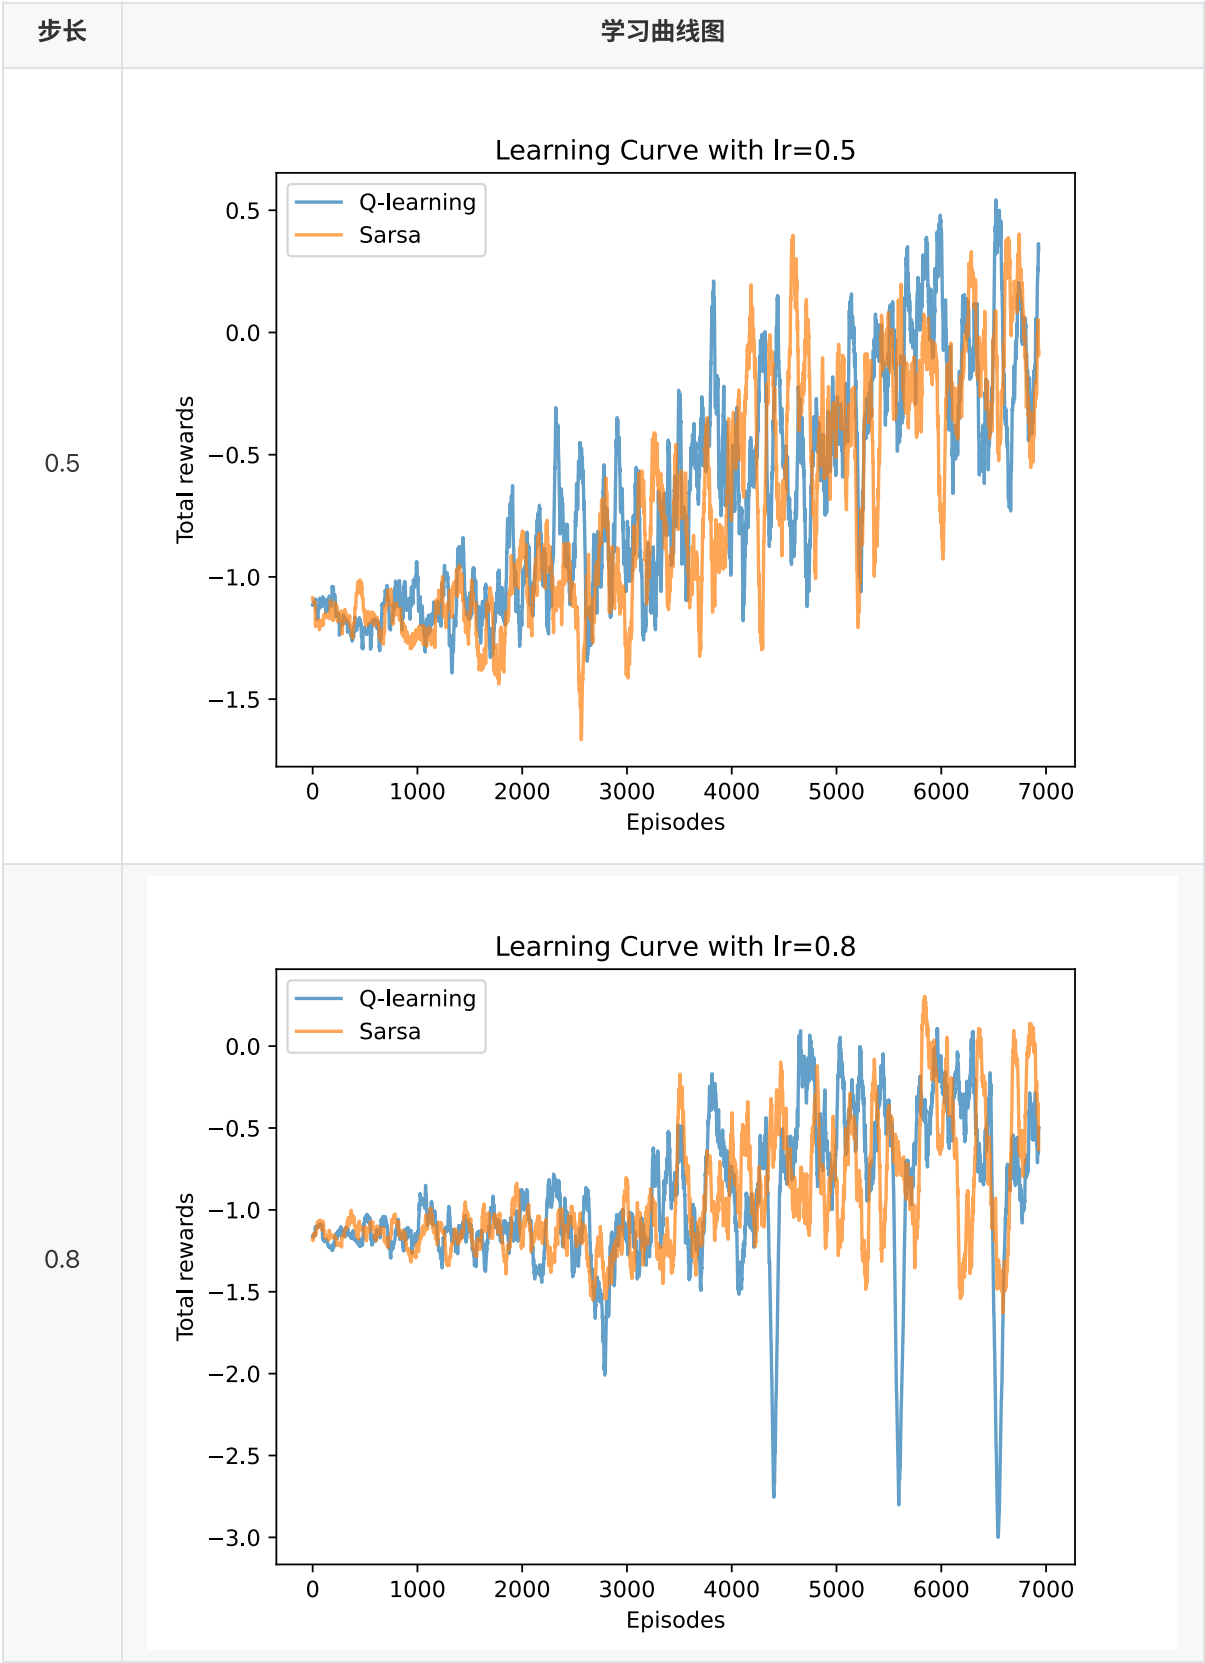 步长
学习曲线图
0.5
Learning Curve with lr=0.5
Q-learning
Sarsa
0.5
0.0
−0.5
−1.0
−1.5
Total rewards
0 1000 2000 3000 4000 5000 6000 7000
Episodes
0.8
Learning Curve with lr=0.8
Q-learning
Sarsa
0.0
−0.5
−1.0
−1.5
−2.0
−2.5
−3.0
Total rewards
0 1000 2000 3000 4000 5000 6000 7000
Episodes